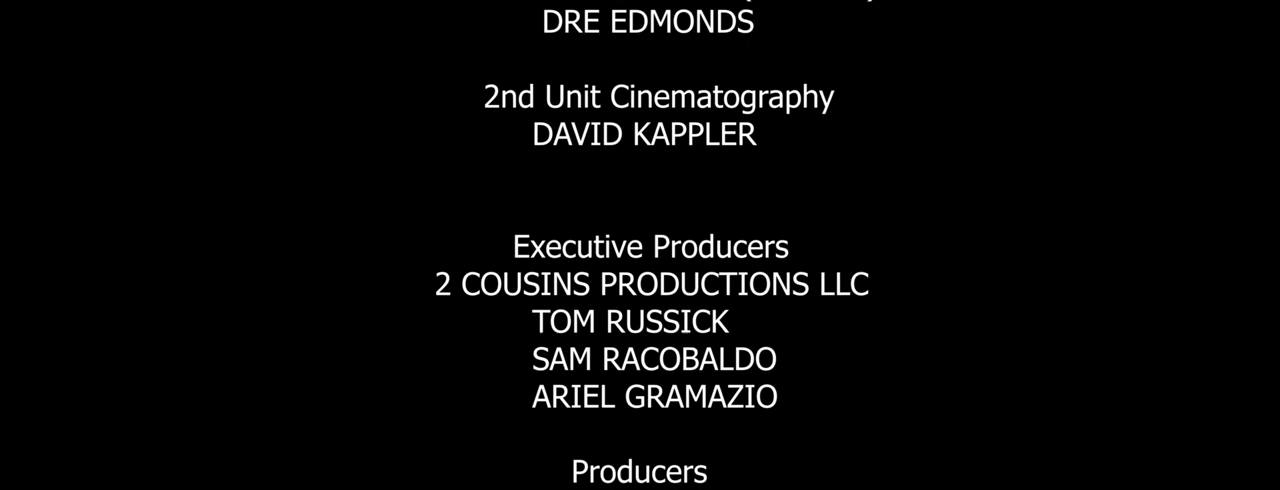 DRE EDMONDS
2nd Unit Cinematography
DAVID KAPPLER
Executive Producers
2 COUSINS PRODUCTIONS LLC
TOM RUSSICK
SAM RACOBALDO
ARIEL GRAMAZIO
Producers